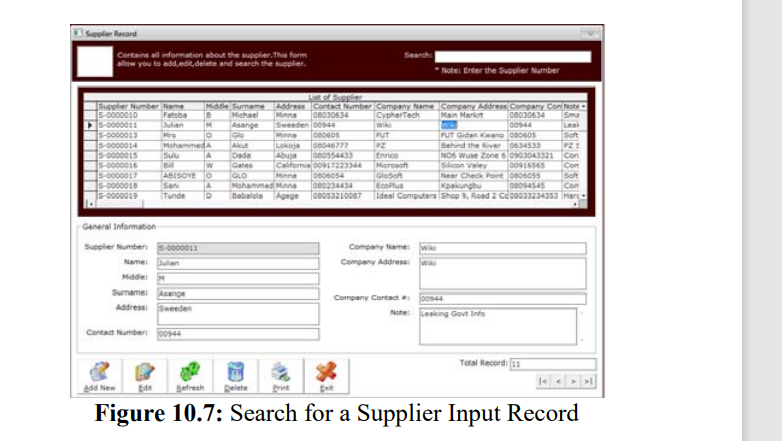 Supplier Record
Contains all information about the supplier.This form
allow you to add,edit,delete and search the supplier.
Search:
* Note: Enter the Supplier Number
List of Supplier
Supplier Number Name Middle Surname Address Contact Number Company Name Company Address Company Con Note
S-0000010 Fatoba B Michael Minna 08030634 CypherTech Main Markrt 08030634 Sma
S-0000011 Julian M Asange Sweeden 00944 Wiki Wiki 00944 Leak
S-0000013 Mrs O Glo Minna 080605 FUT FUT Gidan Kwano 080605 Soft
S-0000014 Mohammed A Akut Lokoja 08046777 PZ Behind the River 0634533 PZ S
S-0000015 Sulu A Dada Abuja 080554433 Enrico NO6 Wuse Zone 6 0903043321 Con
S-0000016 Bill W Gates California 00917223344 Microsoft Silicon Valey 00916565 Con
S-0000017 ABISOYE O GLO Minna 0806054 GloSoft Near Check Point 0806055 Soft
S-0000018 Sani A Mohammed Minna 080234434 EcoPlus Kpakungbu 08094545 Con
S-0000019 Tunde D Babalola Agege 08053210087 Ideal Computers Shop 9, Road 2 Co 08033234353 Hard
General Information
Supplier Number: S-0000011
Company Name: Wiki
Name: Julian
Company Address: Wiki
Middle: M
Surname: Asange
Company Contact #: 00944
Address: Sweeden
Note: Leaking Govt Info
Contact Number: 00944
Total Record: 11
Add New Edit Refresh Delete Print Exit
|< < > >|
Figure 10.7: Search for a Supplier Input Record